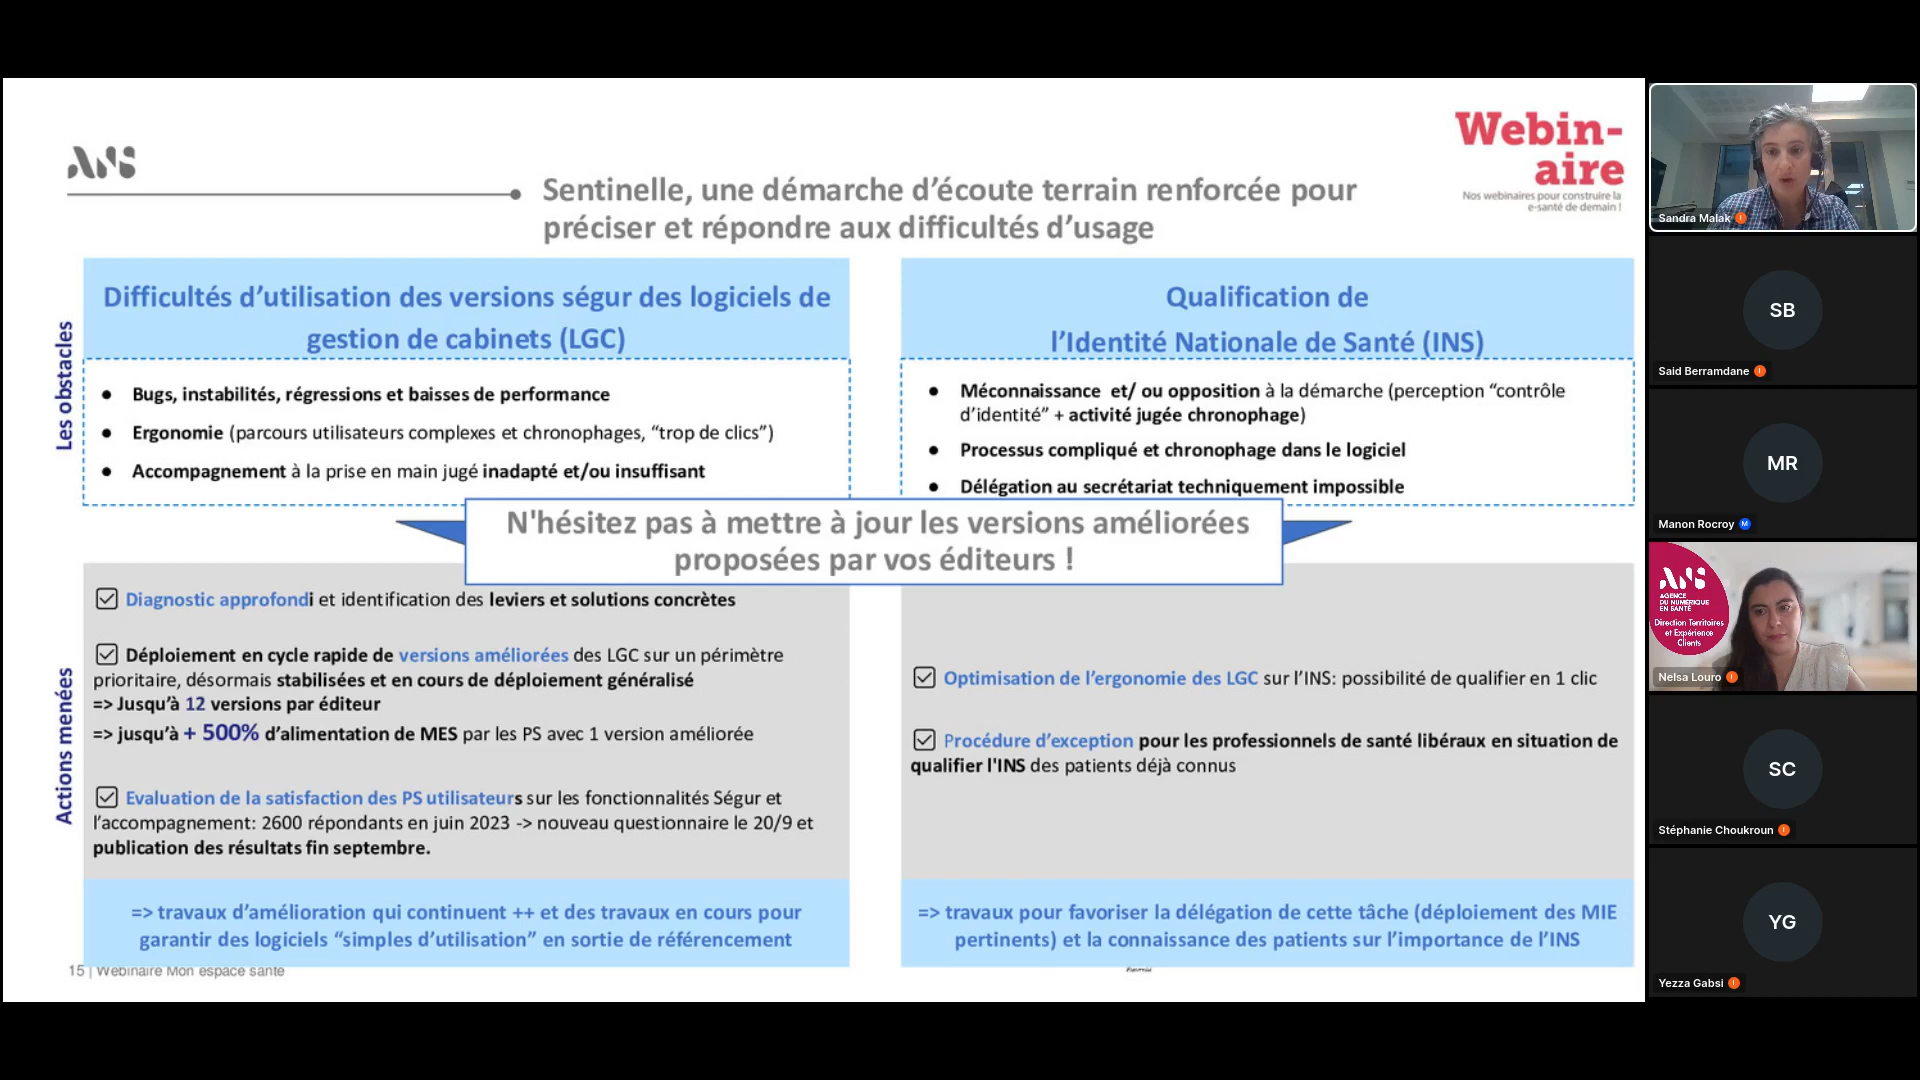 ANS
Webin-
aire
Nos webinaires pour construire la
e-santé de demain !
Sentinelle, une démarche d’écoute terrain renforcée pour
préciser et répondre aux difficultés d’usage
Les obstacles
Difficultés d’utilisation des versions ségur des logiciels de
gestion de cabinets (LGC)
● Bugs, instabilités, régressions et baisses de performance
● Ergonomie (parcours utilisateurs complexes et chronophages, “trop de clics”)
● Accompagnement à la prise en main jugé inadapté et/ou insuffisant
Qualification de
l’Identité Nationale de Santé (INS)
● Méconnaissance et/ ou opposition à la démarche (perception “contrôle
d’identité” + activité jugée chronophage)
● Processus compliqué et chronophage dans le logiciel
● Délégation au secrétariat techniquement impossible
N'hésitez pas à mettre à jour les versions améliorées
proposées par vos éditeurs !
Actions menées
Diagnostic approfondi et identification des leviers et solutions concrètes
Déploiement en cycle rapide de versions améliorées des LGC sur un périmètre
prioritaire, désormais stabilisées et en cours de déploiement généralisé
=> Jusqu’à 12 versions par éditeur
=> jusqu’à + 500% d’alimentation de MES par les PS avec 1 version améliorée
Evaluation de la satisfaction des PS utilisateurs sur les fonctionnalités Ségur et
l’accompagnement: 2600 répondants en juin 2023 -> nouveau questionnaire le 20/9 et
publication des résultats fin septembre.
=> travaux d’amélioration qui continuent ++ et des travaux en cours pour
garantir des logiciels “simples d’utilisation” en sortie de référencement
Optimisation de l’ergonomie des LGC sur l’INS: possibilité de qualifier en 1 clic
Procédure d’exception pour les professionnels de santé libéraux en situation de
qualifier l'INS des patients déjà connus
=> travaux pour favoriser la délégation de cette tâche (déploiement des MIE
pertinents) et la connaissance des patients sur l’importance de l’INS
15 | Webinaire Mon espace santé
Sandra Malak
SB
Said Berramdane
MR
Manon Rocroy
M
ANS
AGENCE
DU NUMÉRIQUE
EN SANTÉ
Direction Territoires
et Expérience
Clients
Nelsa Louro
SC
Stéphanie Choukroun
YG
Yezza Gabsi